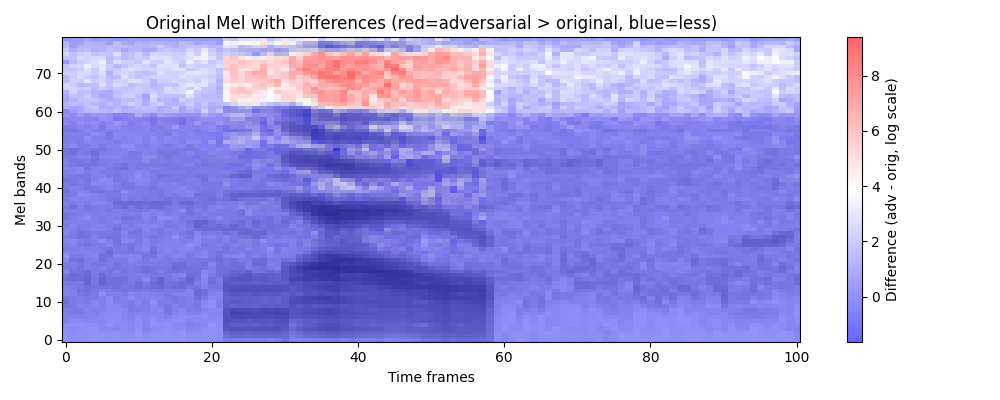 Original Mel with Differences (red=adversarial > original, blue=less)
Mel bands
70
60
50
40
30
20
10
0
0 20 40 60 80 100
Time frames
8
6
4
2
0
Difference (adv - orig, log scale)